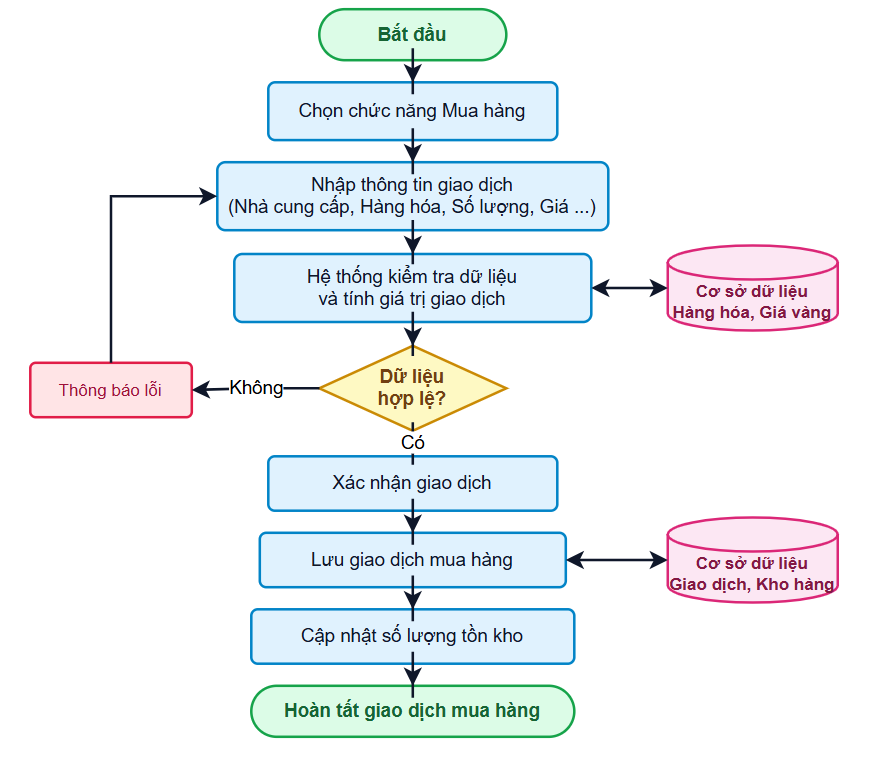 Bắt đầu
Chọn chức năng Mua hàng
Nhập thông tin giao dịch
(Nhà cung cấp, Hàng hóa, Số lượng, Giá ...)
Hệ thống kiểm tra dữ liệu
và tính giá trị giao dịch
Cơ sở dữ liệu
Hàng hóa, Giá vàng
Dữ liệu
hợp lệ?
Không
Thông báo lỗi
Có
Xác nhận giao dịch
Lưu giao dịch mua hàng
Cơ sở dữ liệu
Giao dịch, Kho hàng
Cập nhật số lượng tồn kho
Hoàn tất giao dịch mua hàng